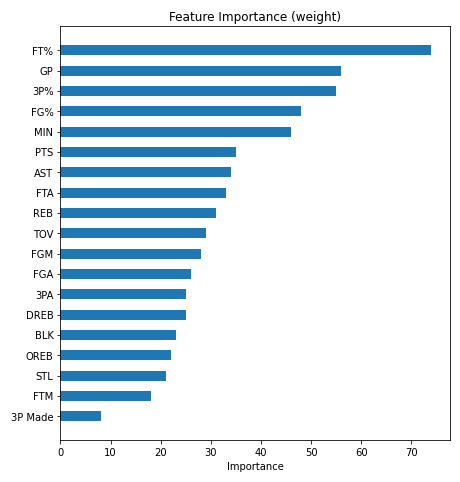 Feature Importance (weight)
FT%
GP
3P%
FG%
MIN
PTS
AST
FTA
REB
TOV
FGM
FGA
3PA
DREB
BLK
OREB
STL
FTM
3P Made
0 10 20 30 40 50 60 70
Importance